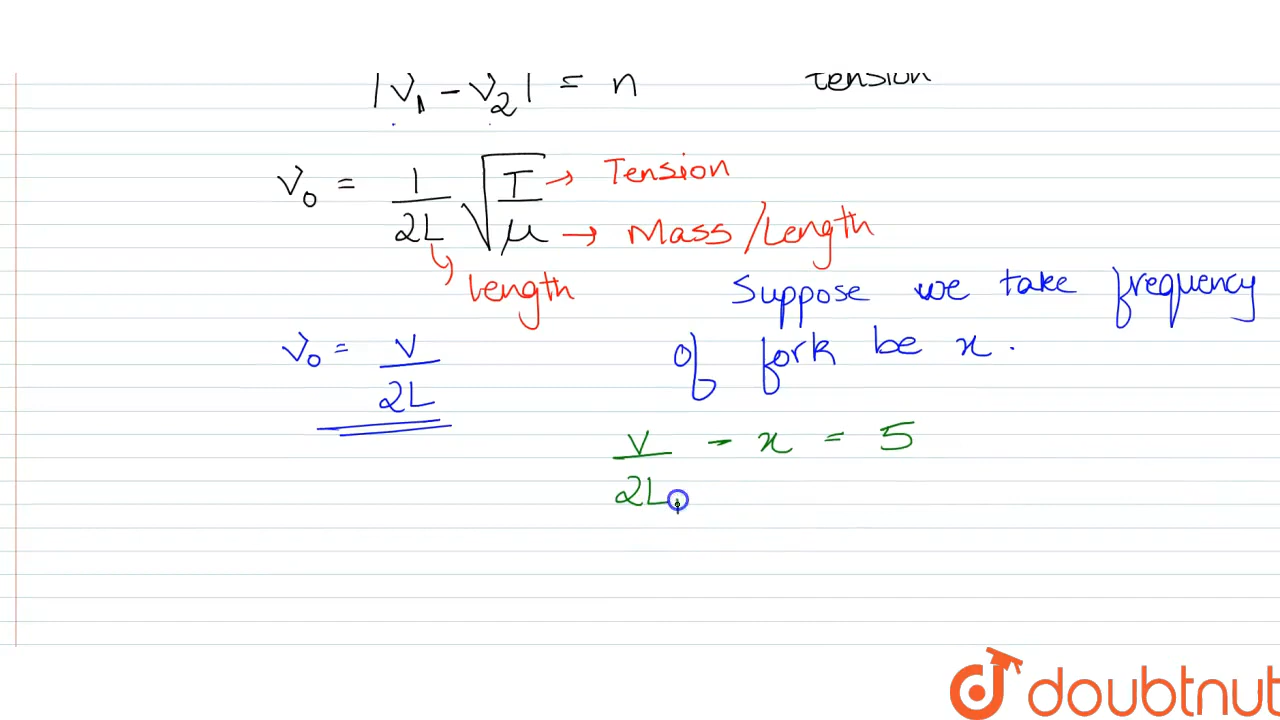 |ν₁ - ν₂| = n tension
ν₀ = 1/2L √T/μ → Tension
→ Mass/Length
Length
Suppose we take frequency
of fork be x.
ν₀ = v/2L
v/2L₁ - x = 5
doubtnut